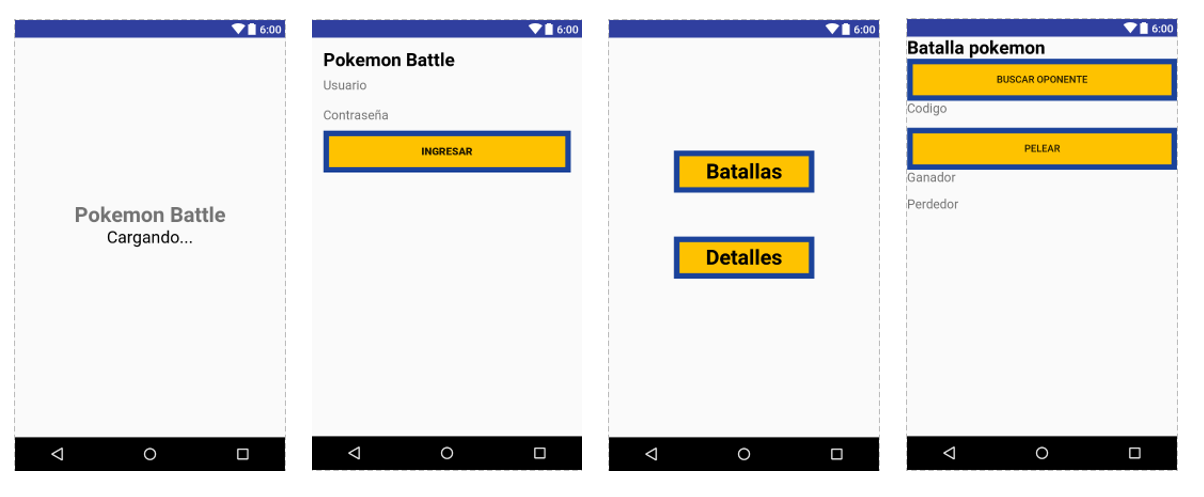 6:00
Pokemon Battle
Cargando...
6:00
Pokemon Battle
Usuario
Contraseña
INGRESAR
6:00
Batallas
Detalles
6:00
Batalla pokemon
BUSCAR OPONENTE
Codigo
PELEAR
Ganador
Perdedor